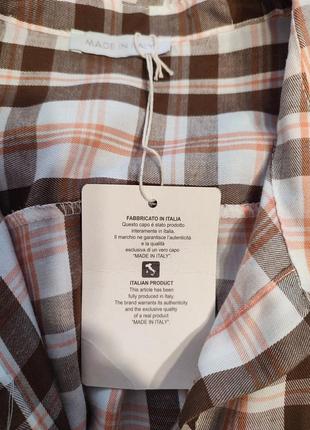 MADE IN ITALY
FABBRICATO IN ITALIA
Questo capo è stato prodotto
interamente in Italia.
Il marchio ne garantisce l'autenticità
e la qualità
esclusiva di un vero capo
"MADE IN ITALY".
ITALIAN PRODUCT
This article has been
fully produced in Italy.
The brand warrants its authenticity
and the exclusive quality
of a real product
"MADE IN ITALY".